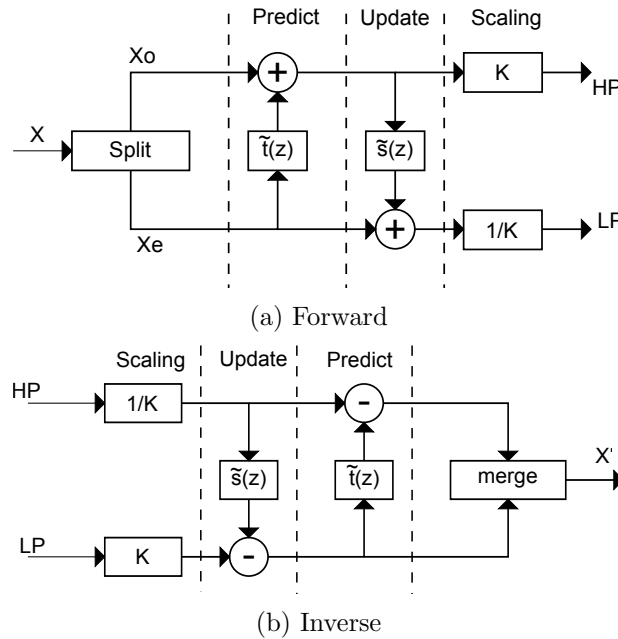 Predict Update Scaling
Xo
+ K
HP
X
Split t̃(z) s̃(z)
LP
Xe + 1/K
(a) Forward
Scaling Update Predict
HP
1/K -
X'
s̃(z) t̃(z) merge
LP
K -
(b) Inverse